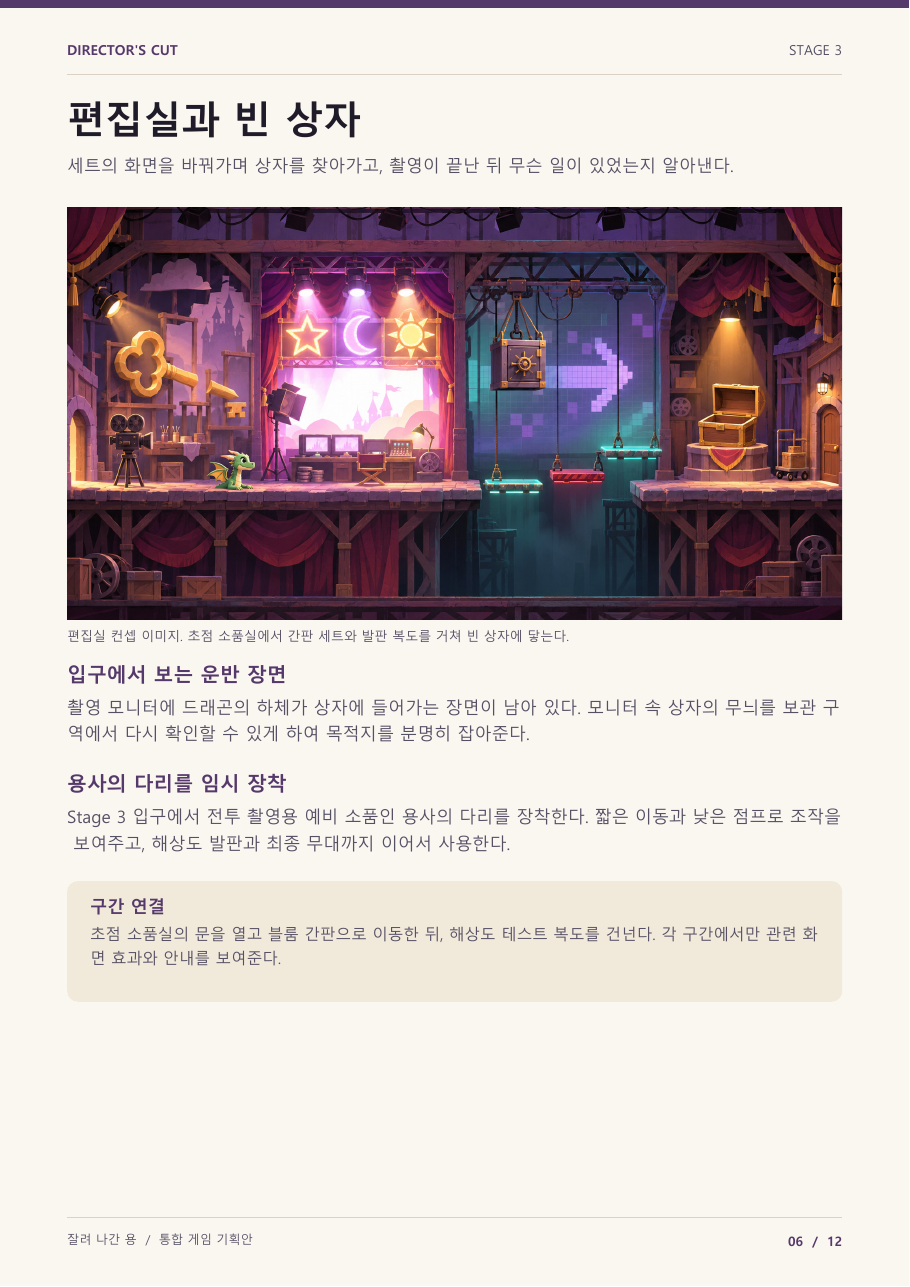 DIRECTOR'S CUT
STAGE 3
편집실과 빈 상자
세트의 화면을 바꿔가며 상자를 찾아가고, 촬영이 끝난 뒤 무슨 일이 있었는지 알아낸다.
편집실 컨셉 이미지. 초점 소품실에서 간판 세트와 발판 복도를 거쳐 빈 상자에 닿는다.
입구에서 보는 운반 장면
촬영 모니터에 드래곤의 하체가 상자에 들어가는 장면이 남아 있다. 모니터 속 상자의 무늬를 보관 구
역에서 다시 확인할 수 있게 하여 목적지를 분명히 잡아준다.
용사의 다리를 임시 장착
Stage 3 입구에서 전투 촬영용 예비 소품인 용사의 다리를 장착한다. 짧은 이동과 낮은 점프로 조작을
보여주고, 해상도 발판과 최종 무대까지 이어서 사용한다.
구간 연결
초점 소품실의 문을 열고 블룸 간판으로 이동한 뒤, 해상도 테스트 복도를 건넌다. 각 구간에서만 관련 화
면 효과와 안내를 보여준다.
잘려 나간 용 / 통합 게임 기획안
06 / 12